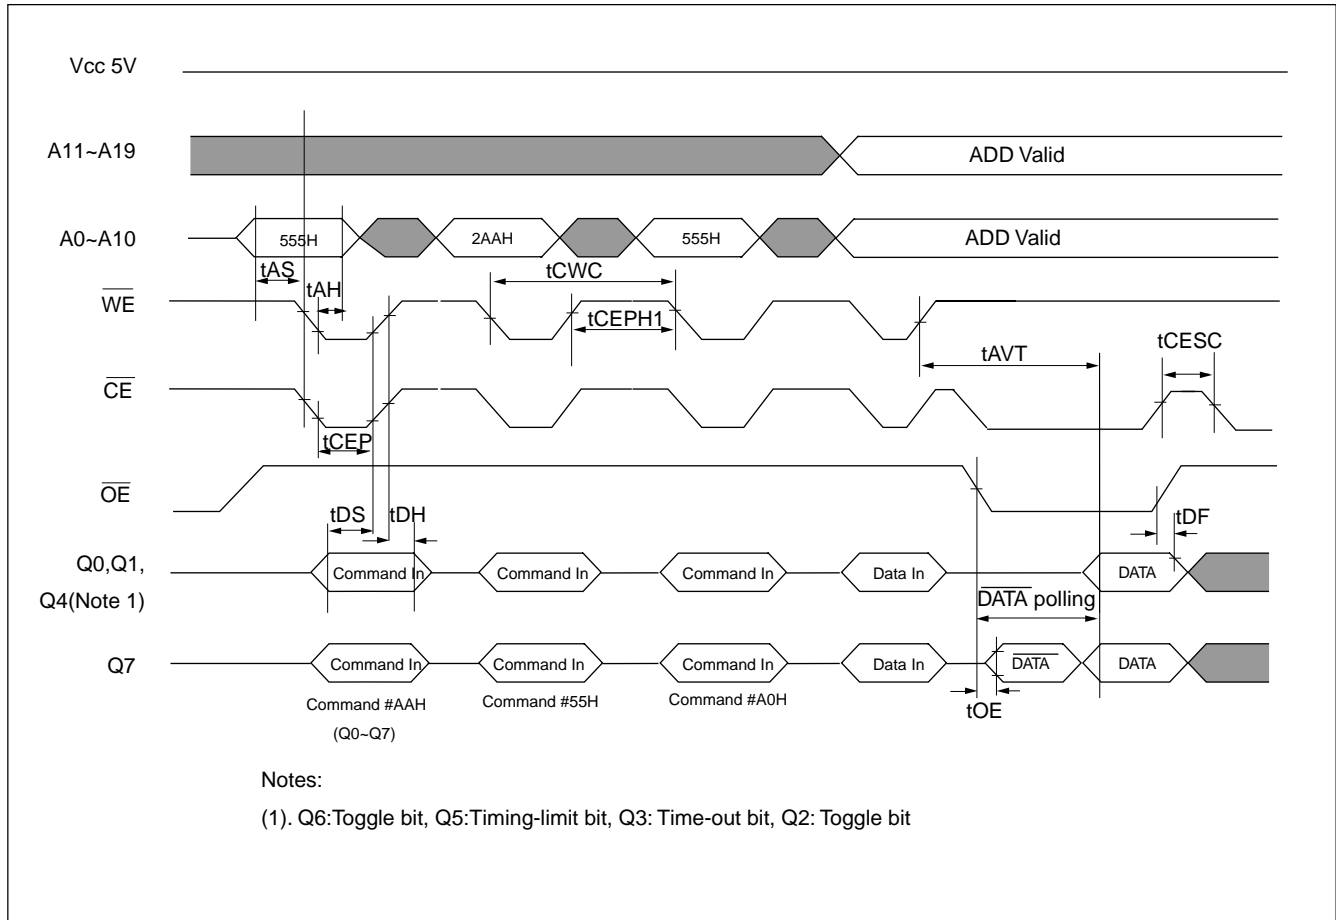 Vcc 5V
A11~A19
ADD Valid
A0~A10
555H
2AAH
555H
ADD Valid
tAS
tAH
tCWC
WE
tCEPH1
tAVT
tCESC
CE
tCEP
OE
tDS
tDH
tDF
Q0,Q1,
Q4(Note 1)
Command In
Command In
Command In
Data In
DATA
DATA polling
Q7
Command In
Command In
Command In
Data In
DATA
DATA
Command #AAH
(Q0~Q7)
Command #55H
Command #A0H
tOE
Notes:
(1). Q6:Toggle bit, Q5:Timing-limit bit, Q3: Time-out bit, Q2: Toggle bit